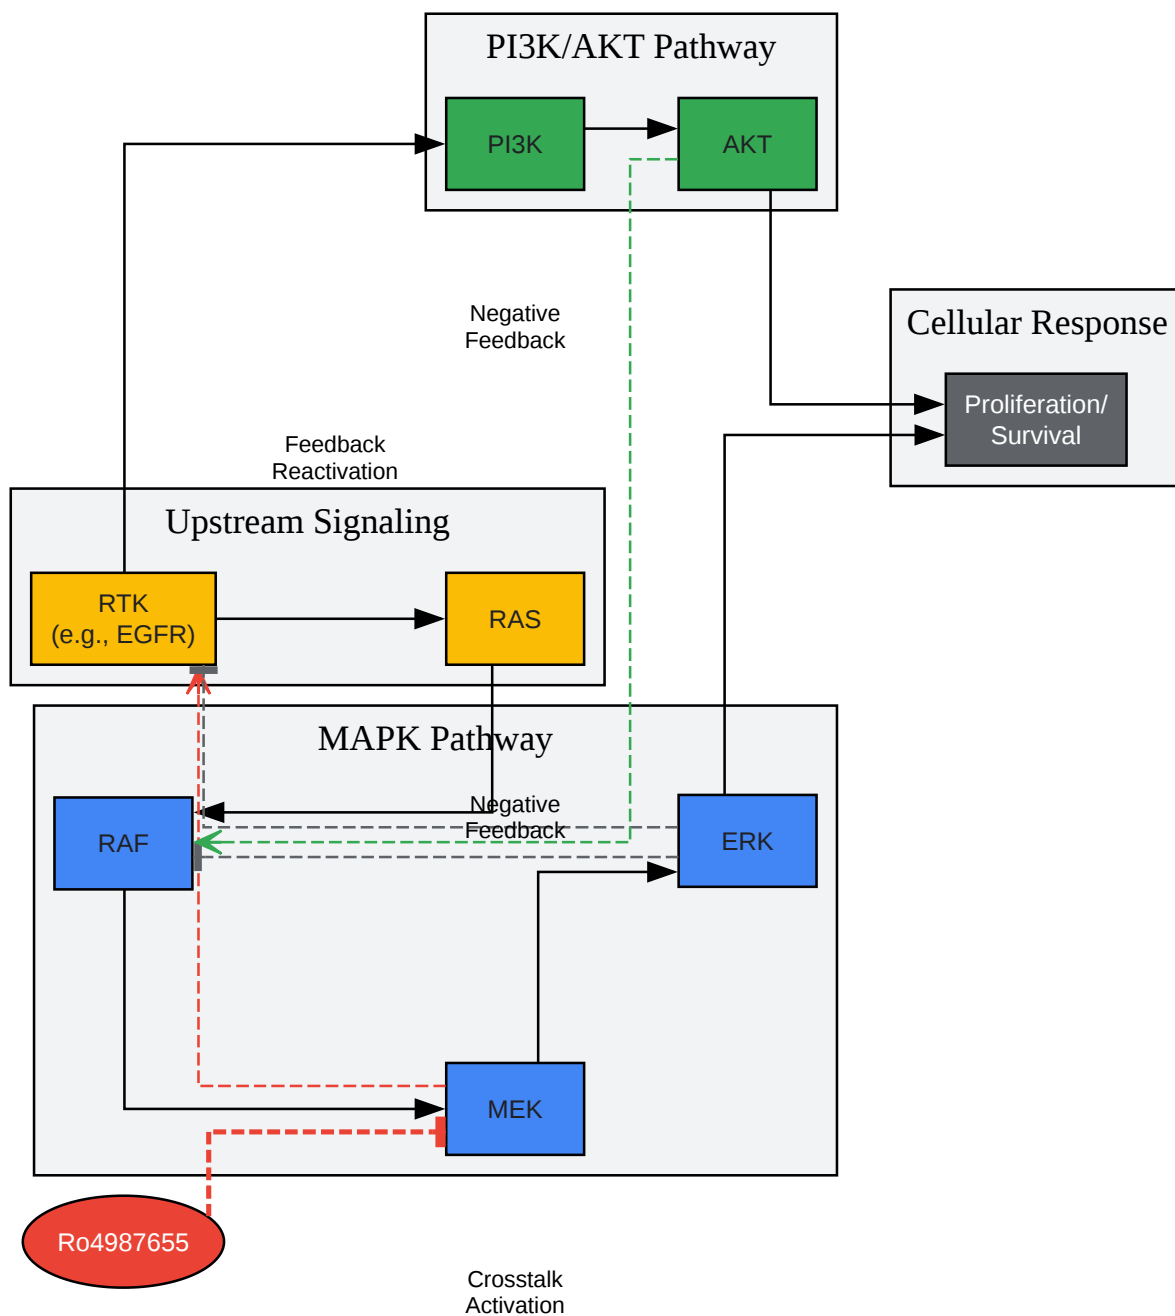 PI3K/AKT Pathway
PI3K
AKT
Negative
Feedback
Cellular Response
Proliferation/
Survival
Feedback
Reactivation
Upstream Signaling
RTK
(e.g., EGFR)
RAS
MAPK Pathway
Negative
Feedback
RAF
ERK
MEK
Ro4987655
Crosstalk
Activation